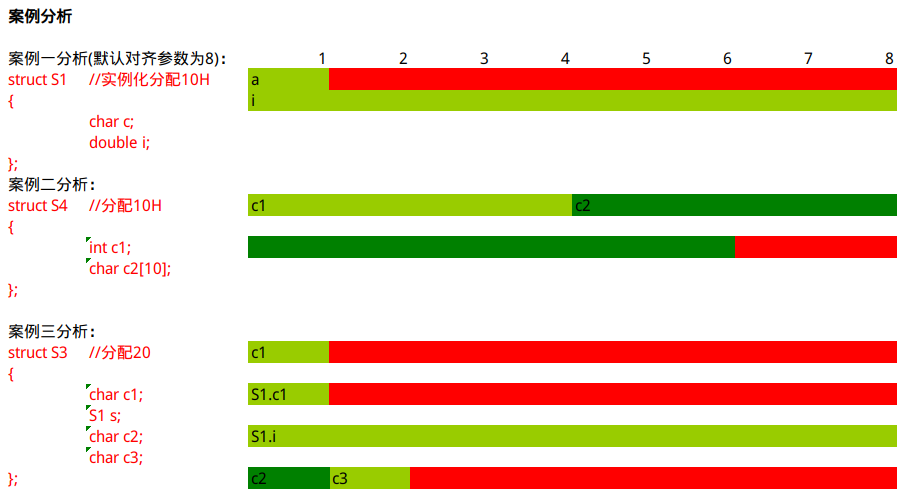 案例分析
案例一分析(默认对齐参数为8)： 1 2 3 4 5 6 7 8
struct S1 //实例化分配10H a
{ i
char c;
double i;
};
案例二分析：
struct S4 //分配10H c1 c2
{
int c1;
char c2[10];
};
案例三分析：
struct S3 //分配20 c1
{
char c1; S1.c1
S1 s;
char c2; S1.i
char c3;
}; c2 c3